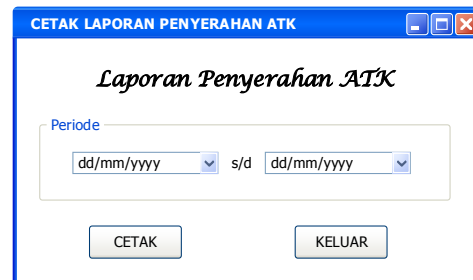 CETAK LAPORAN PENYERAHAN ATK
Laporan Penyerahan ATK
Periode
dd/mm/yyyy s/d dd/mm/yyyy
CETAK KELUAR